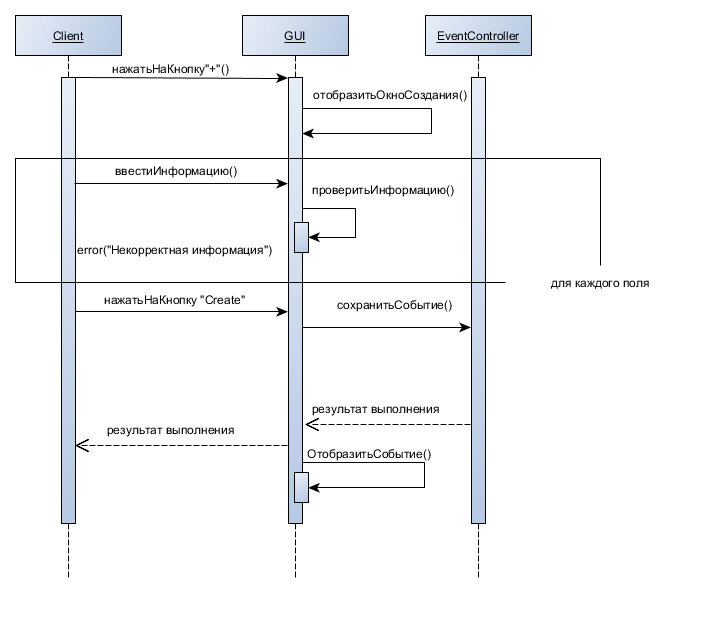 Client
GUI
EventController
нажатьНаКнопку"+"()
отобразитьОкноСоздания()
ввестиИнформацию()
проверитьИнформацию()
error("Некорректная информация")
для каждого поля
нажатьНаКнопку "Create"
сохранитьСобытие()
результат выполнения
результат выполнения
ОтобразитьСобытие()